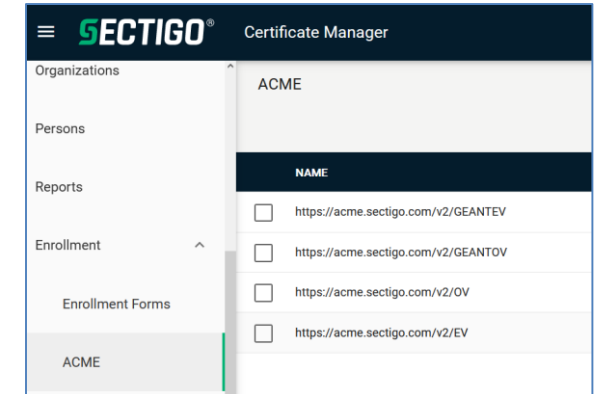 SECTIGO® Certificate Manager
Organizations
Persons
Reports
Enrollment
Enrollment Forms
ACME
ACME
NAME
https://acme.sectigo.com/v2/GEANTEV
https://acme.sectigo.com/v2/GEANTOV
https://acme.sectigo.com/v2/OV
https://acme.sectigo.com/v2/EV